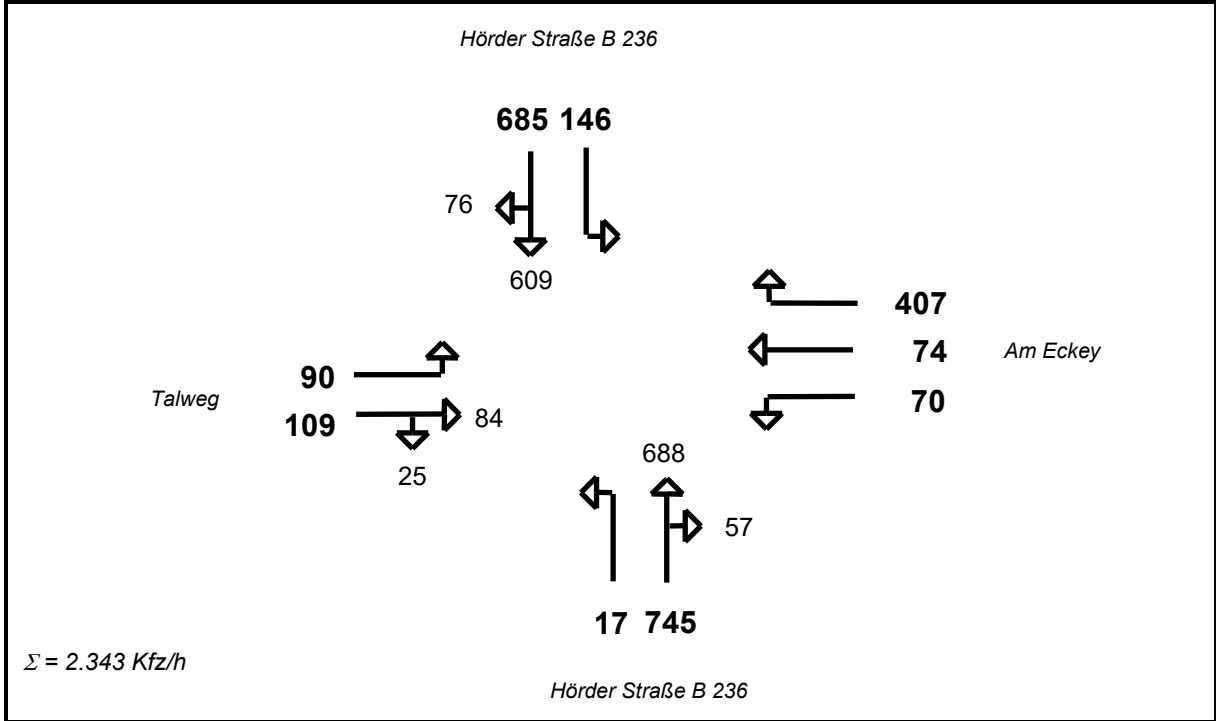 Hörder Straße B 236
685 146
76
609
407
74 Am Eckey
70
90
Talweg
109 84
25
688
57
17 745
Σ = 2.343 Kfz/h
Hörder Straße B 236